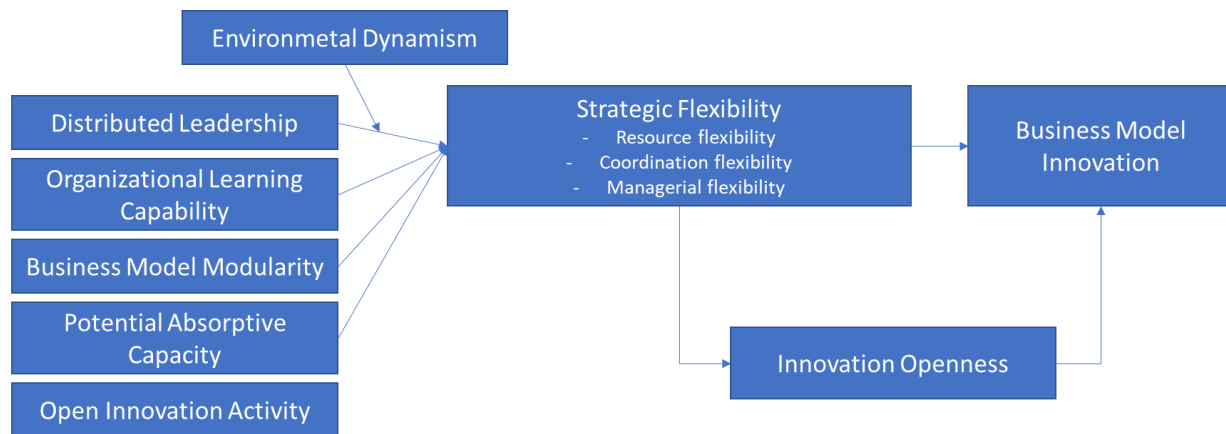 Environmetal Dynamism
Distributed Leadership
Organizational Learning
Capability
Business Model Modularity
Potential Absorptive
Capacity
Open Innovation Activity
Strategic Flexibility
- Resource flexibility
- Coordination flexibility
- Managerial flexibility
Business Model
Innovation
Innovation Openness